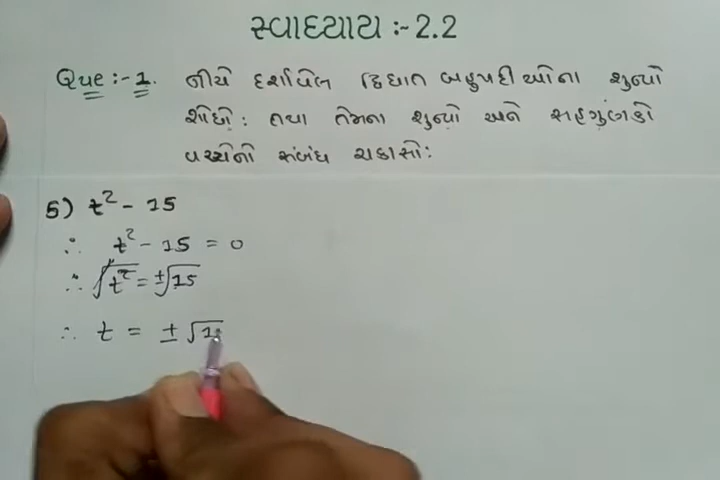 સ્વાધ્યાય :- 2.2
Que :- 1. નીચે દર્શાવેલ દ્વિઘાત બહુપદીઓના શુન્યો
શોધો : તથા તેમના શુન્યો અને સહગુણકો
વચ્ચેનો સંબંધ ચકાસો :
5) t² - 15
∴ t² - 15 = 0
∴ √t² = ±√15
∴ t = ± √1